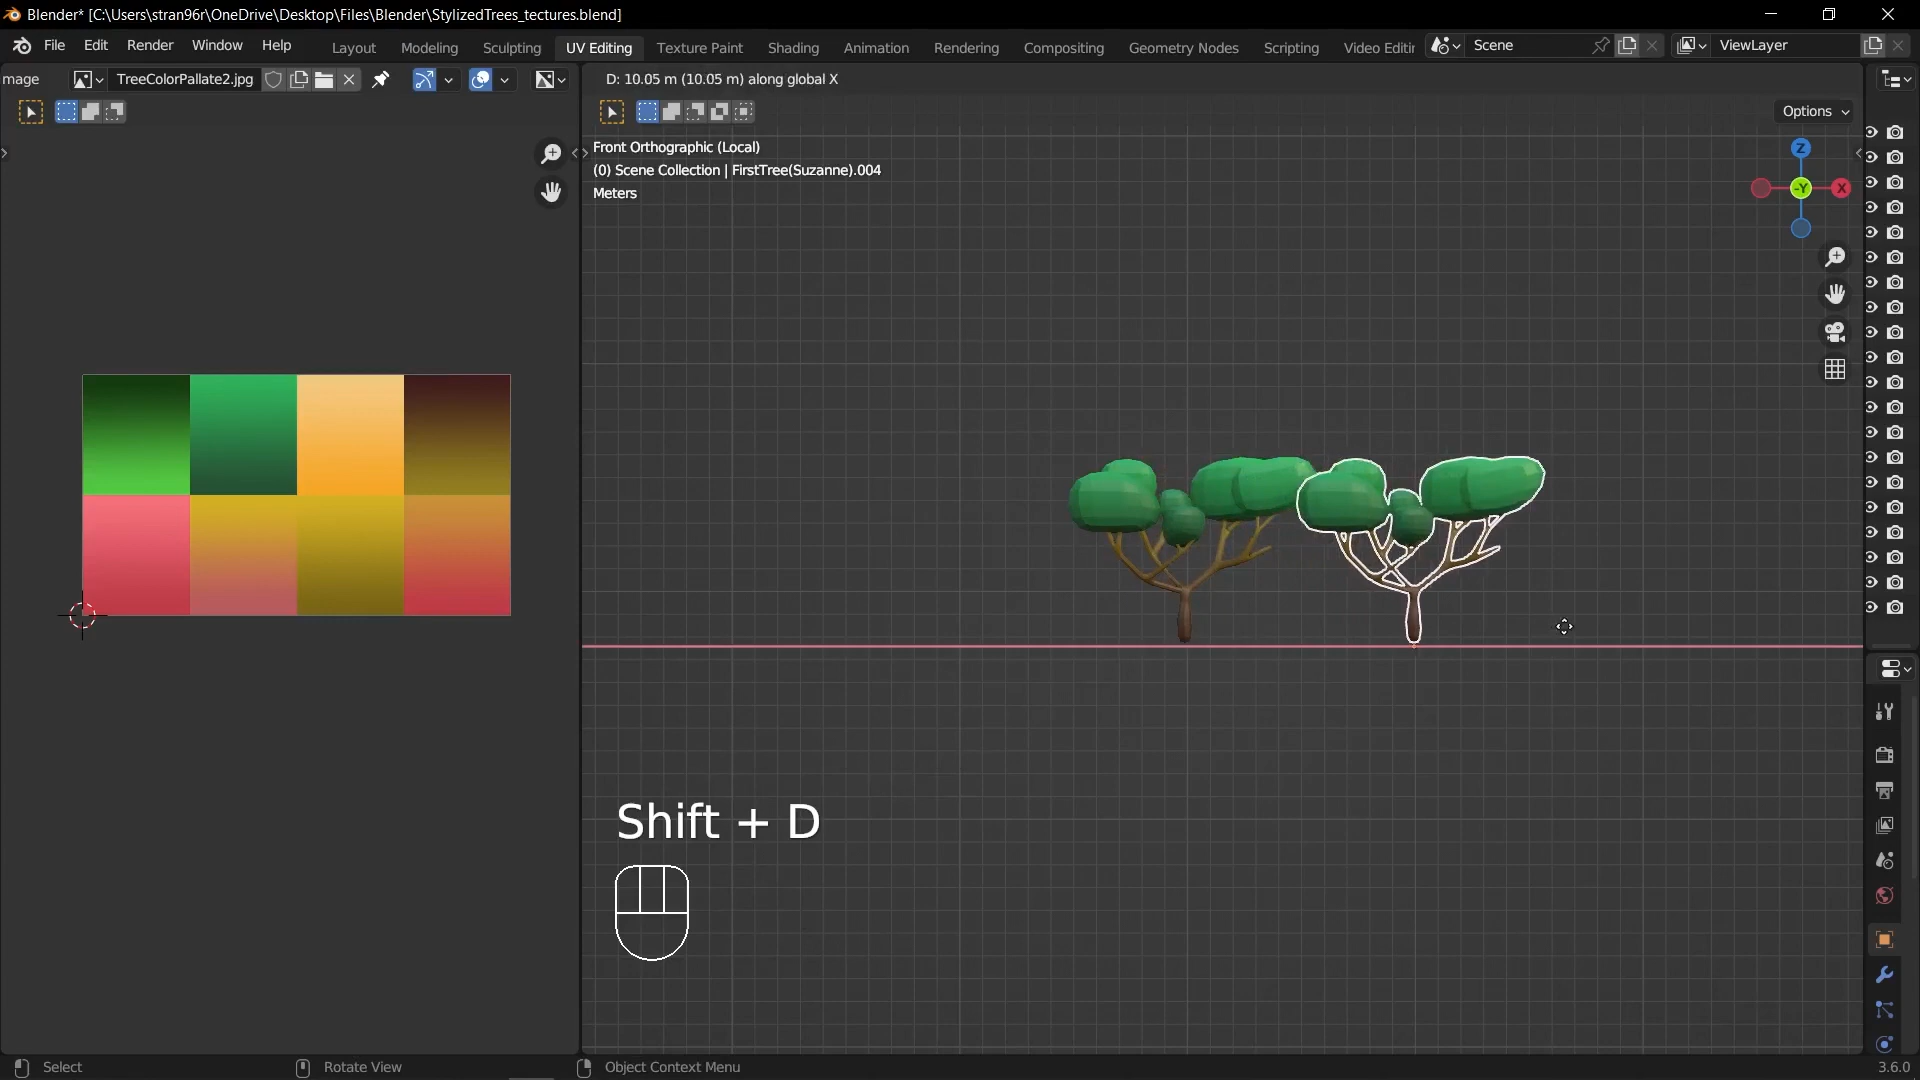 Blender* [C:\Users\stran96r\OneDrive\Desktop\Files\Blender\StylizedTrees_tectures.blend]
File Edit Render Window Help Layout Modeling Sculpting UV Editing Texture Paint Shading Animation Rendering Compositing Geometry Nodes Scripting Video Editir Scene ViewLayer
mage TreeColorPallate2.jpg D: 10.05 m (10.05 m) along global X
Options
Front Orthographic (Local)
(0) Scene Collection | FirstTree(Suzanne).004
Meters
Z
-Y X
Shift + D
Select Rotate View Object Context Menu 3.6.0